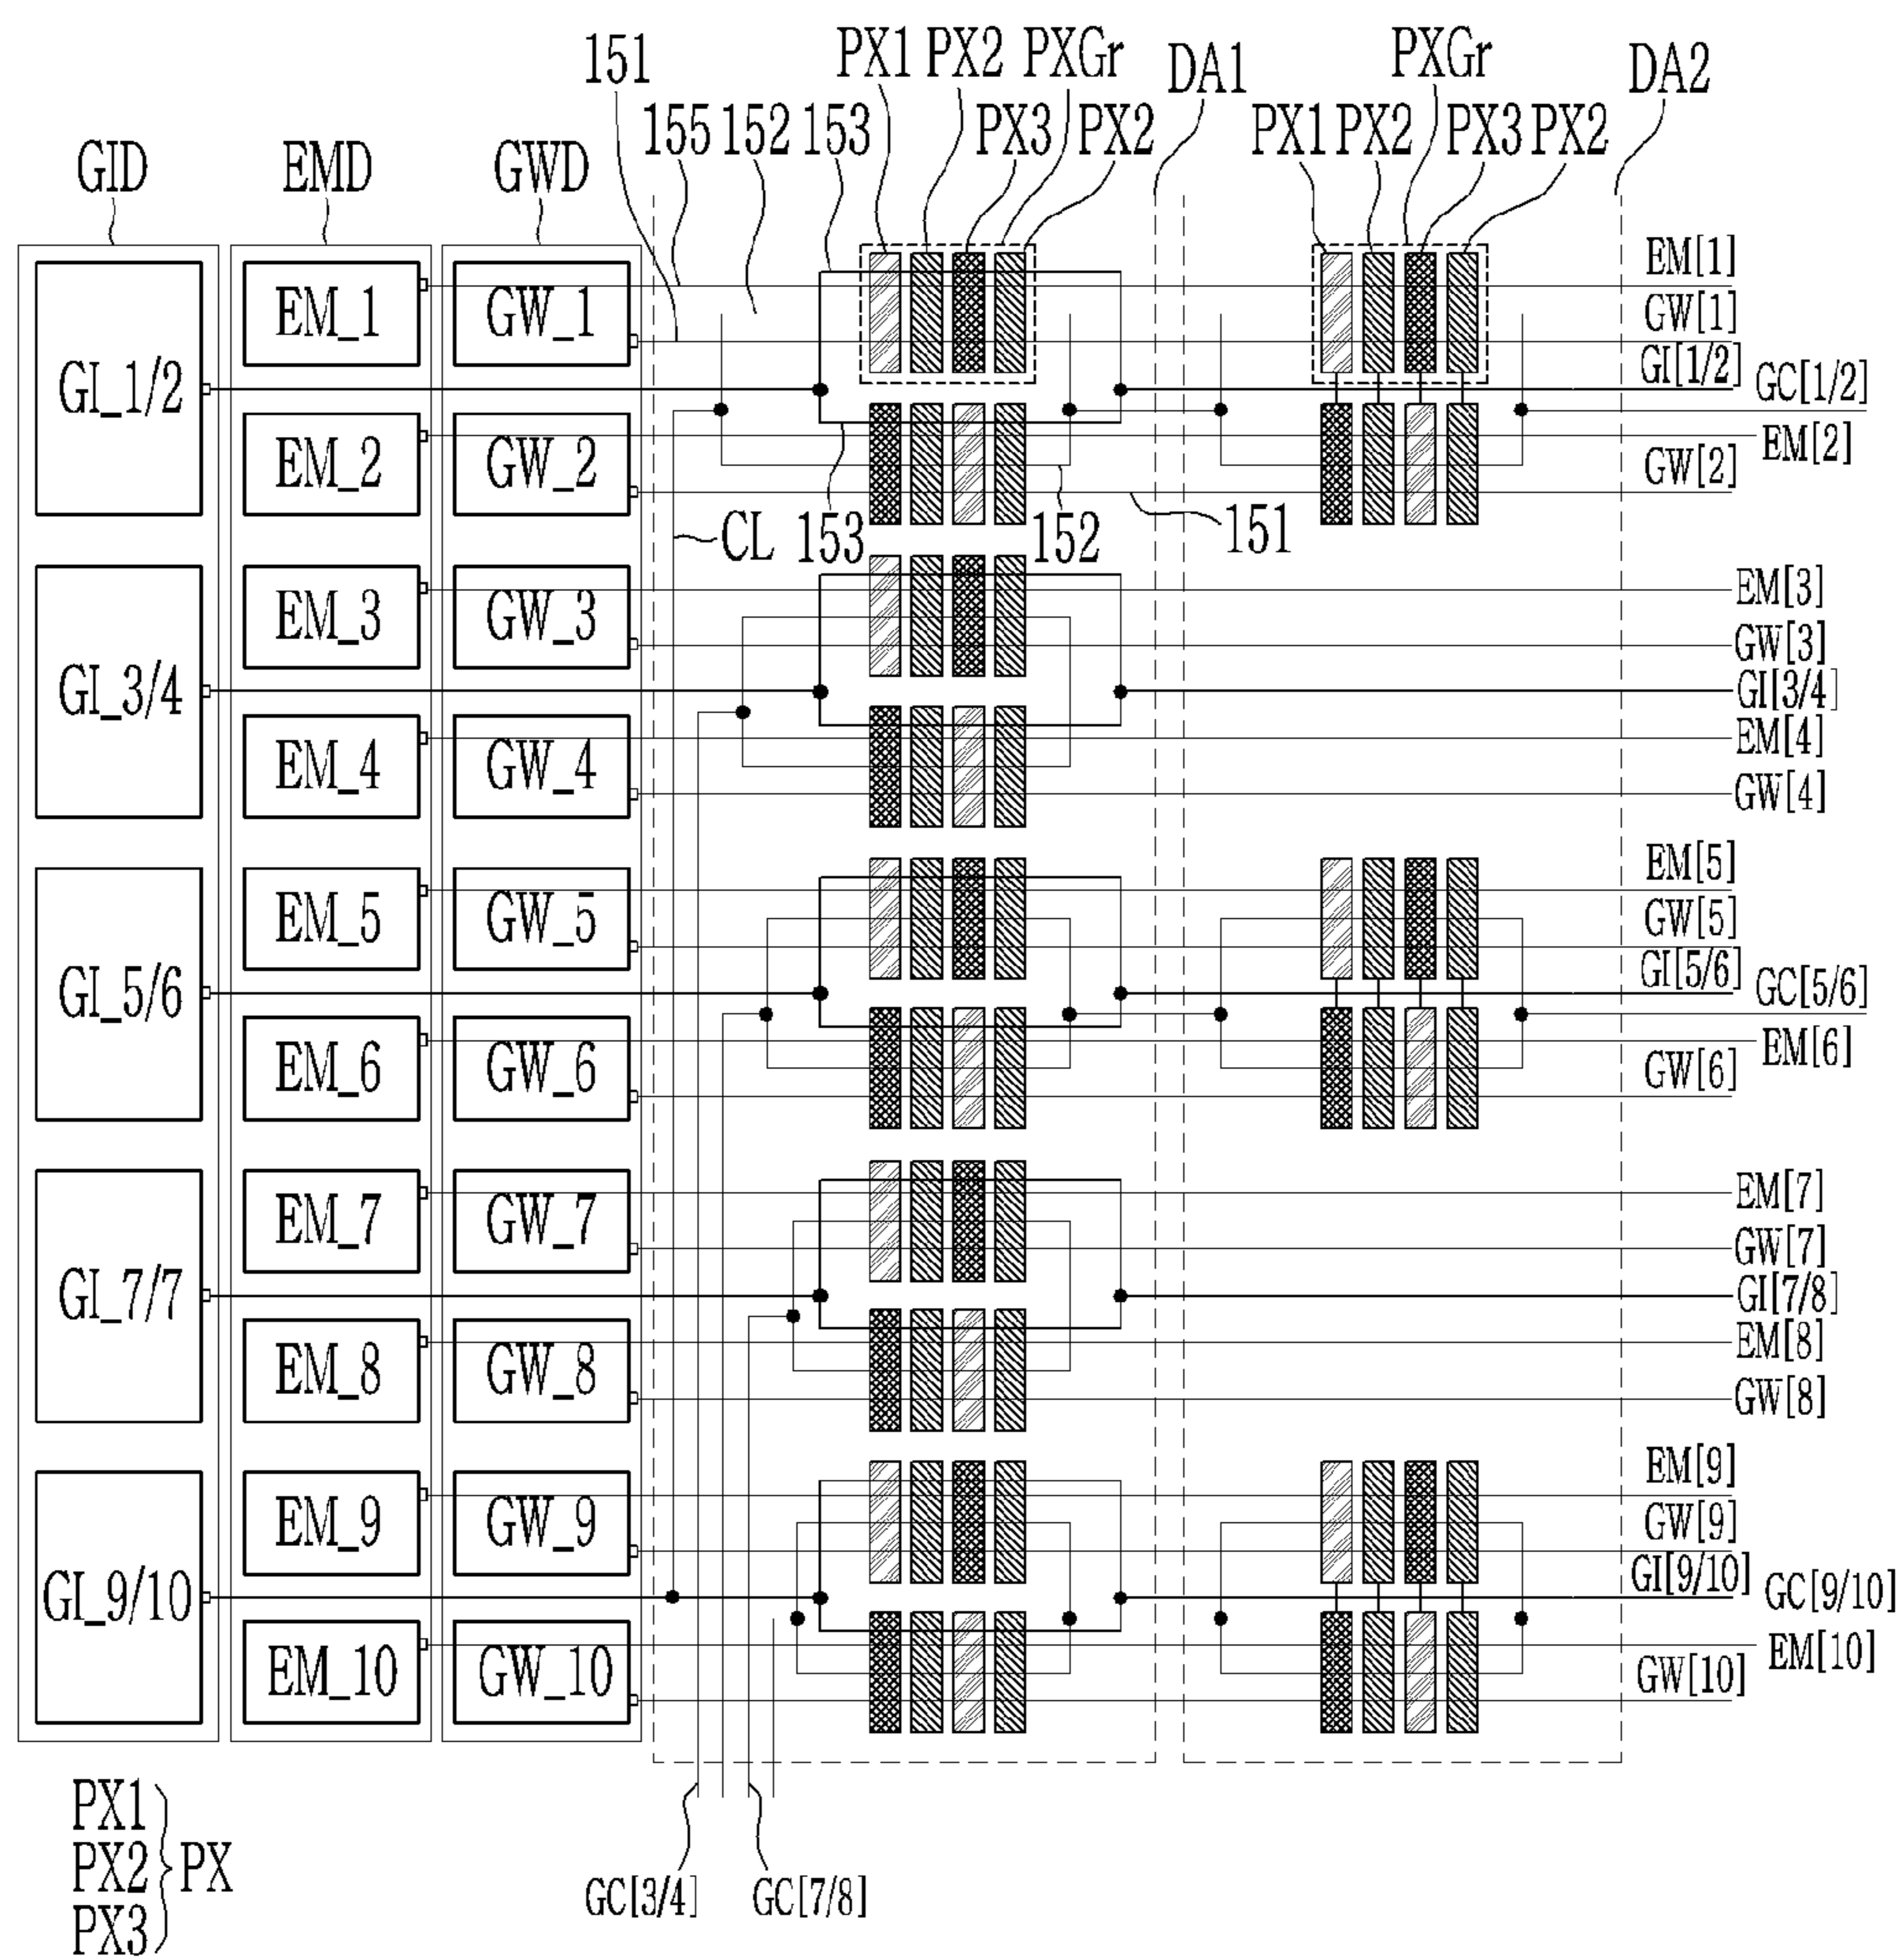 151
PX1 PX2 PXGr DA1 PXGr DA2
155 152 153 PX3 PX2 PX1 PX2 PX3 PX2
GID EMD GWD
EM_1 GW_1 EM[1]
GW[1]
GI_1/2 GI[1/2] GC[1/2]
EM_2 GW_2 EM[2]
GW[2]
CL 153 152 151
EM_3 GW_3 EM[3]
GW[3]
GI_3/4 GI[3/4]
EM_4 GW_4 EM[4]
GW[4]
EM_5 GW_5 EM[5]
GW[5]
GI_5/6 GI[5/6] GC[5/6]
EM_6 GW_6 EM[6]
GW[6]
EM_7 GW_7 EM[7]
GW[7]
GI_7/7 GI[7/8]
EM_8 GW_8 EM[8]
GW[8]
EM_9 GW_9 EM[9]
GW[9]
GI_9/10 GI[9/10] GC[9/10]
EM_10 GW_10 EM[10]
GW[10]
PX1
PX2 PX
PX3
GC[3/4] GC[7/8]